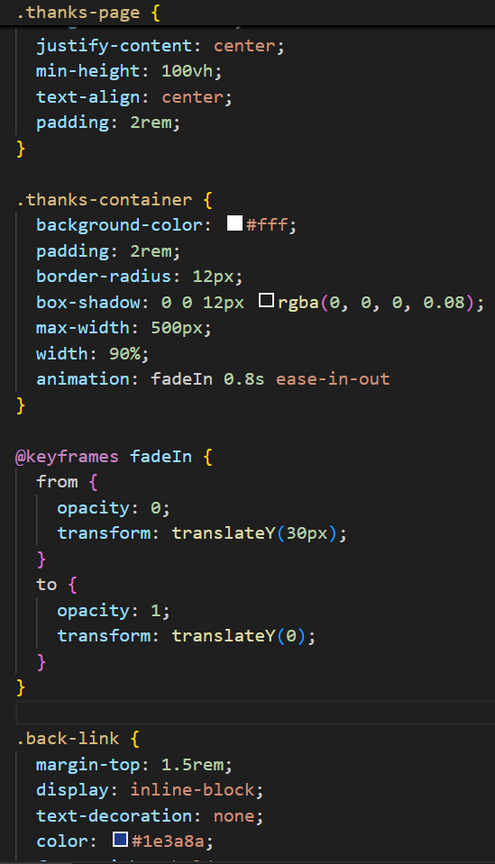 .thanks-page {
justify-content: center;
min-height: 100vh;
text-align: center;
padding: 2rem;
}
.thanks-container {
background-color: #fff;
padding: 2rem;
border-radius: 12px;
box-shadow: 0 0 12px rgba(0, 0, 0, 0.08);
max-width: 500px;
width: 90%;
animation: fadeIn 0.8s ease-in-out
}
@keyframes fadeIn {
from {
opacity: 0;
transform: translateY(30px);
}
to {
opacity: 1;
transform: translateY(0);
}
}
.back-link {
margin-top: 1.5rem;
display: inline-block;
text-decoration: none;
color: #1e3a8a;